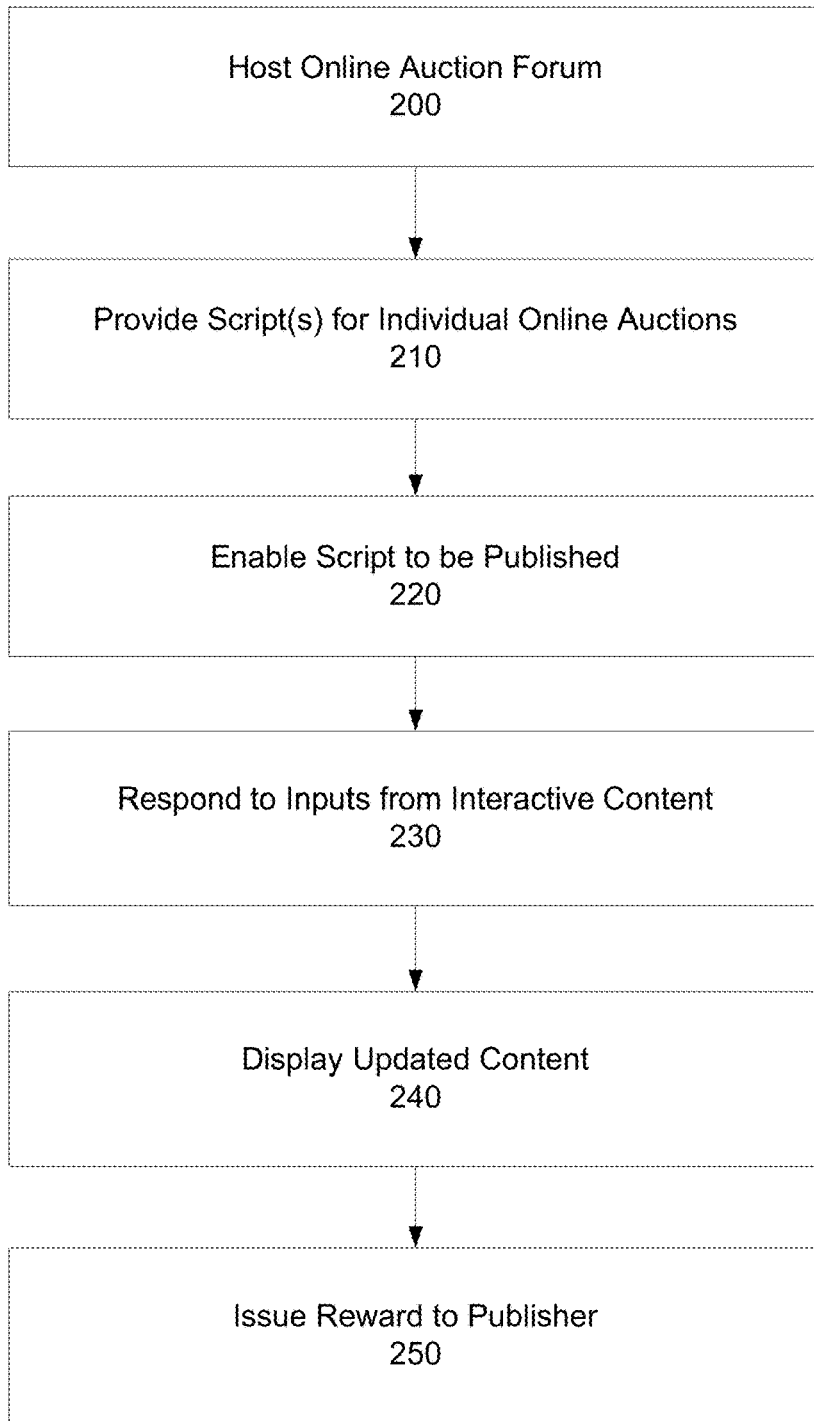 Host Online Auction Forum
200
Provide Script(s) for Individual Online Auctions
210
Enable Script to be Published
220
Respond to Inputs from Interactive Content
230
Display Updated Content
240
Issue Reward to Publisher
250